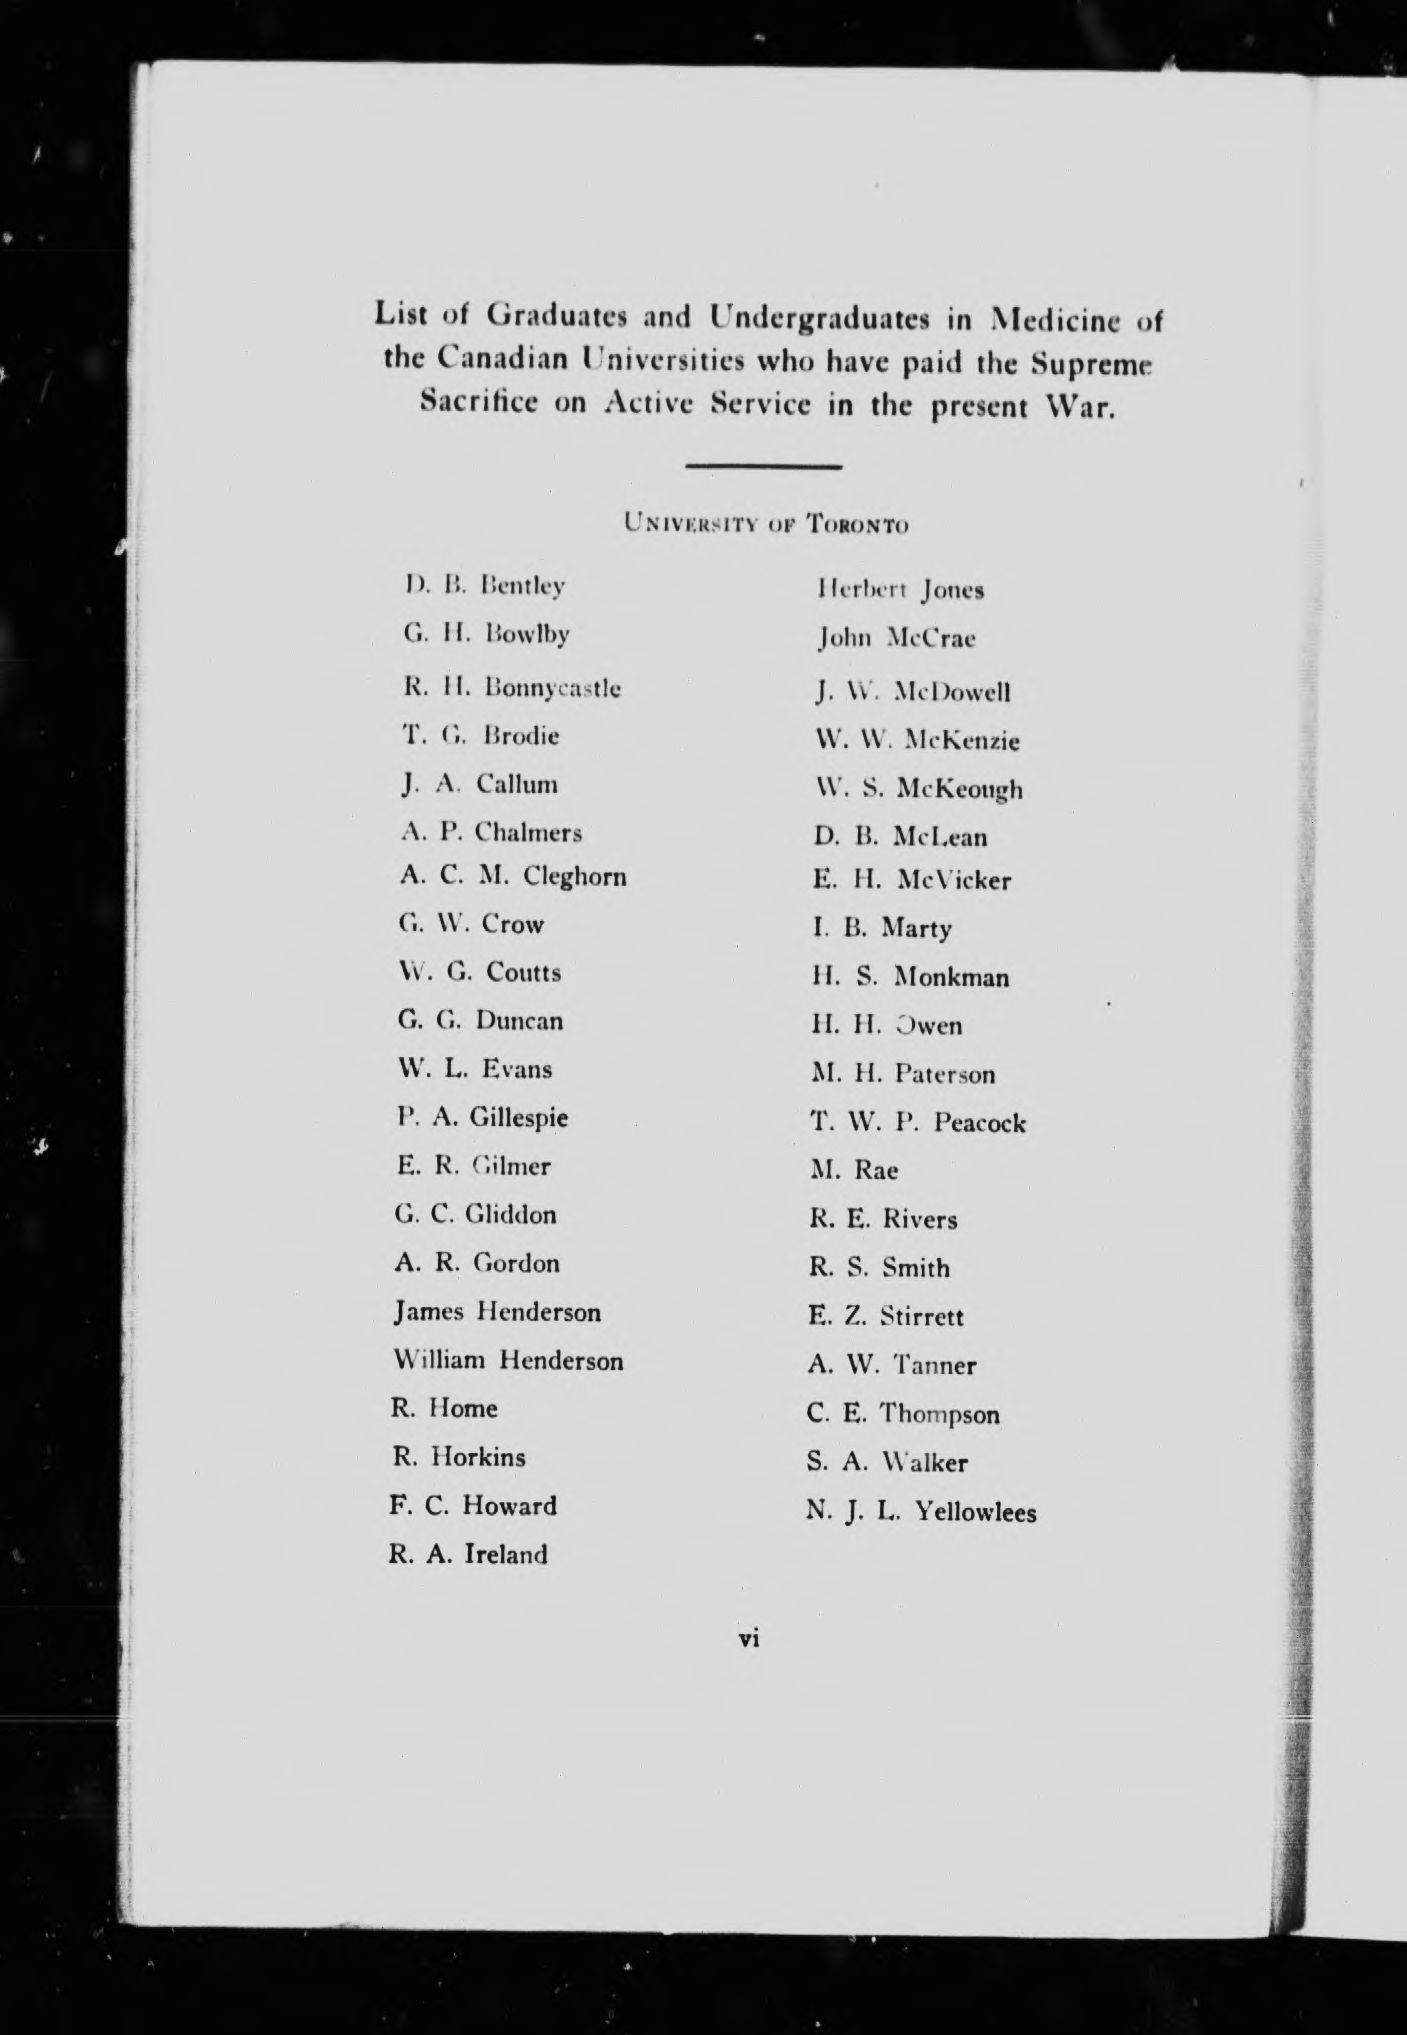 List of Graduates and Undergraduates in Medicine of
the Canadian Universities who have paid the Supreme
Sacrifice on Active Service in the present War.
UNIVERSITY OF TORONTO
D. B. Bentley
G. H. Bowlby
R. H. Bonnycastle
T. G. Brodie
J. A. Callum
A. P. Chalmers
A. C. M. Cleghorn
G. W. Crow
W. G. Coutts
G. G. Duncan
W. L. Evans
P. A. Gillespie
E. R. Gilmer
G. C. Gliddon
A. R. Gordon
James Henderson
William Henderson
R. Home
R. Horkins
F. C. Howard
R. A. Ireland
Herbert Jones
John McCrae
J. W. McDowell
W. W. McKenzie
W. S. McKeough
D. B. McLean
E. H. McVicker
I. B. Marty
H. S. Monkman
H. H. Owen
M. H. Paterson
T. W. P. Peacock
M. Rae
R. E. Rivers
R. S. Smith
E. Z. Stirrett
A. W. Tanner
C. E. Thompson
S. A. Walker
N. J. L. Yellowlees
vi